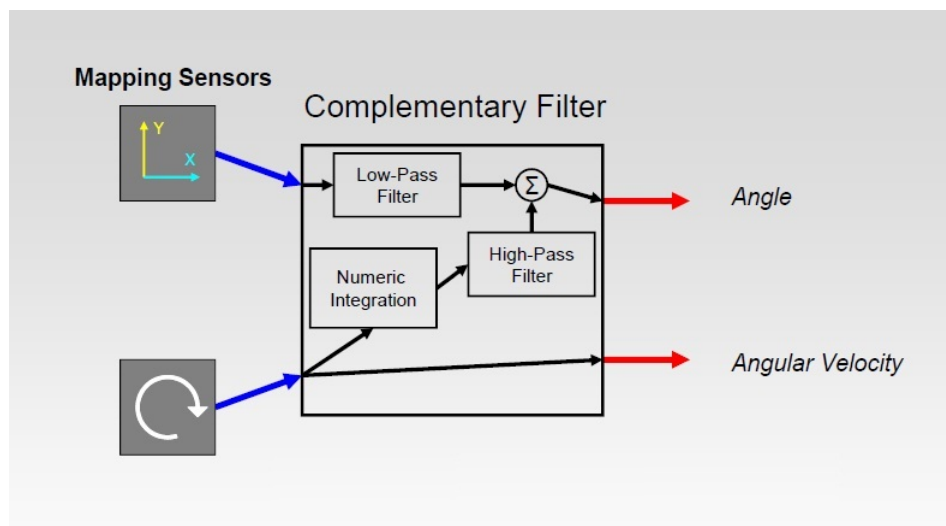 Mapping Sensors
Complementary Filter
Y
X
Low-Pass
Filter
Σ
Angle
High-Pass
Filter
Numeric
Integration
Angular Velocity